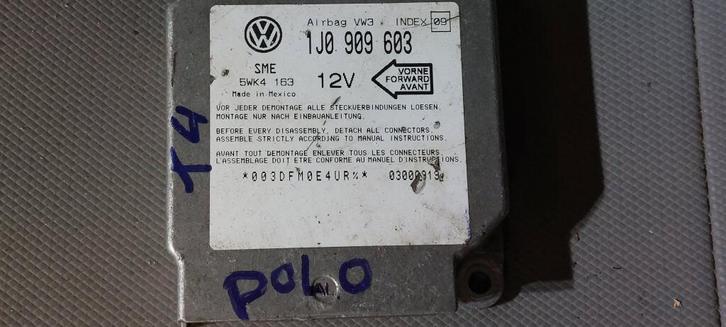 Airbag VW3 INDEX 09
1J0 909 603
SME
5WK4 163
Made in Mexico
12V
VORNE
FORWARD
AVANT
VOR JEDER DEMONTAGE ALLE STECKVERBINDUNGEN LOESEN.
MONTAGE NUR NACH EINBAUANLEITUNG.
BEFORE EVERY DISASSEMBLY, DETACH ALL CONNECTORS.
ASSEMBLE STRICTLY ACCORDING TO MANUAL INSTRUCTIONS.
AVANT TOUT DEMONTAGE ENLEVER TOUS LES CONNECTEURS.
L'ASSEMBLAGE DOIT ETRE CONFORME AU MANUEL D'INSTRUCTIONS.
*003DFM0E4UR%* 03000913
T4
POLO